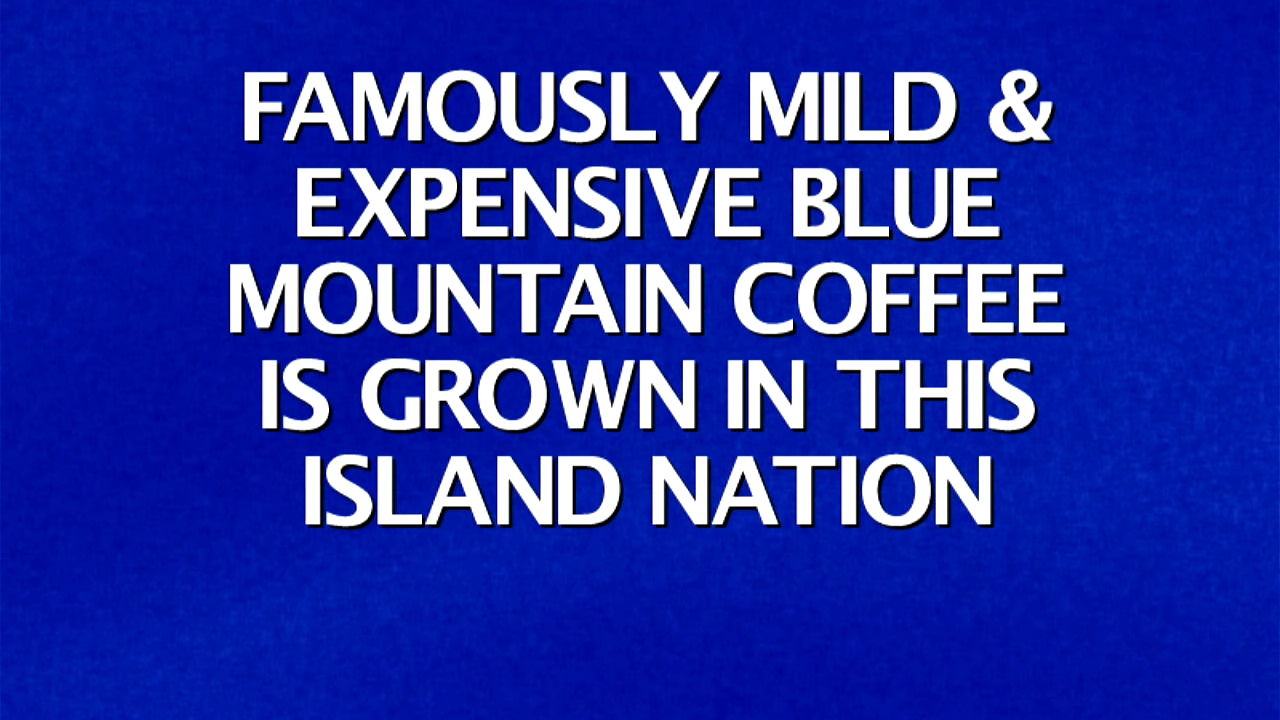 FAMOUSLY MILD &
EXPENSIVE BLUE
MOUNTAIN COFFEE
IS GROWN IN THIS
ISLAND NATION